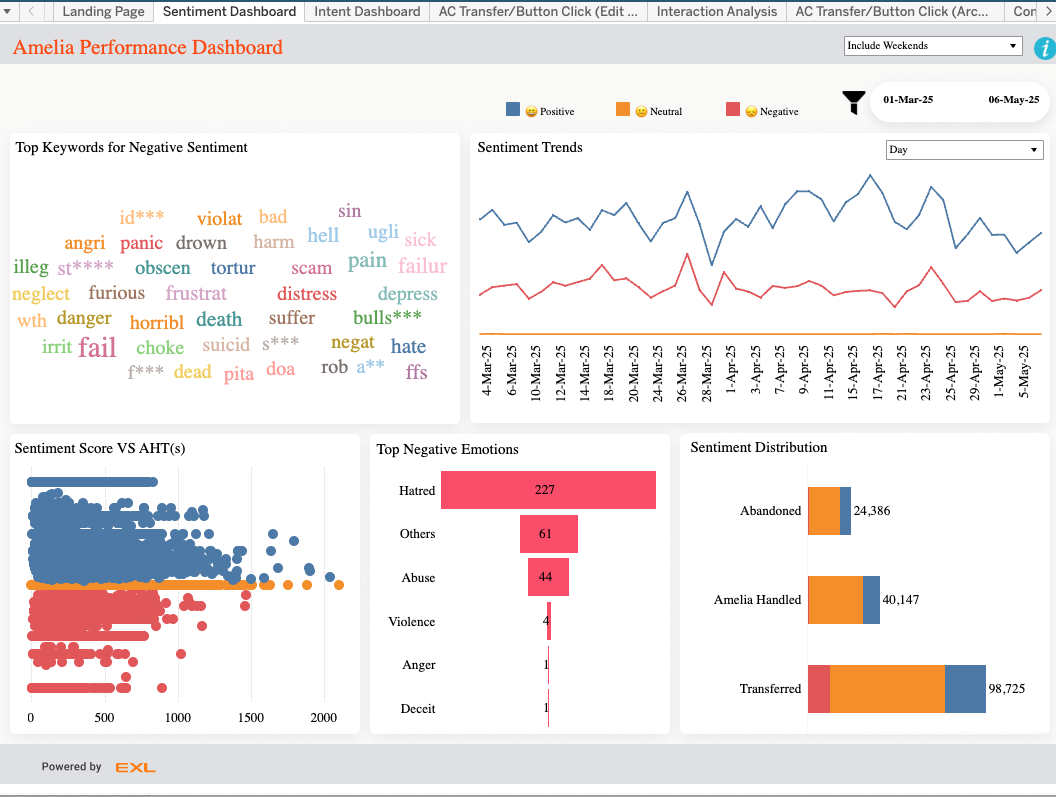 Landing Page Sentiment Dashboard Intent Dashboard AC Transfer/Button Click (Edit ... Interaction Analysis AC Transfer/Button Click (Arc... Cor
Amelia Performance Dashboard
Include Weekends
i
Positive Neutral Negative
01-Mar-25 06-May-25
Top Keywords for Negative Sentiment
id*** violat bad sin
angri panic drown harm hell ugli sick
illeg st**** obscen tortur scam pain failur
neglect furious frustrat distress depress
wth danger horribl death suffer bulls***
irrit fail choke suicid s*** negat hate
f*** dead pita doa rob a** ffs
Sentiment Trends
Day
4-Mar-25
6-Mar-25
10-Mar-25
12-Mar-25
14-Mar-25
18-Mar-25
20-Mar-25
24-Mar-25
26-Mar-25
28-Mar-25
1-Apr-25
3-Apr-25
7-Apr-25
9-Apr-25
11-Apr-25
15-Apr-25
17-Apr-25
21-Apr-25
23-Apr-25
25-Apr-25
29-Apr-25
1-May-25
5-May-25
Sentiment Score VS AHT(s)
0 500 1000 1500 2000
Top Negative Emotions
Hatred 227
Others 61
Abuse 44
Violence 4
Anger 1
Deceit 1
Sentiment Distribution
Abandoned 24,386
Amelia Handled 40,147
Transferred 98,725
Powered by EXL